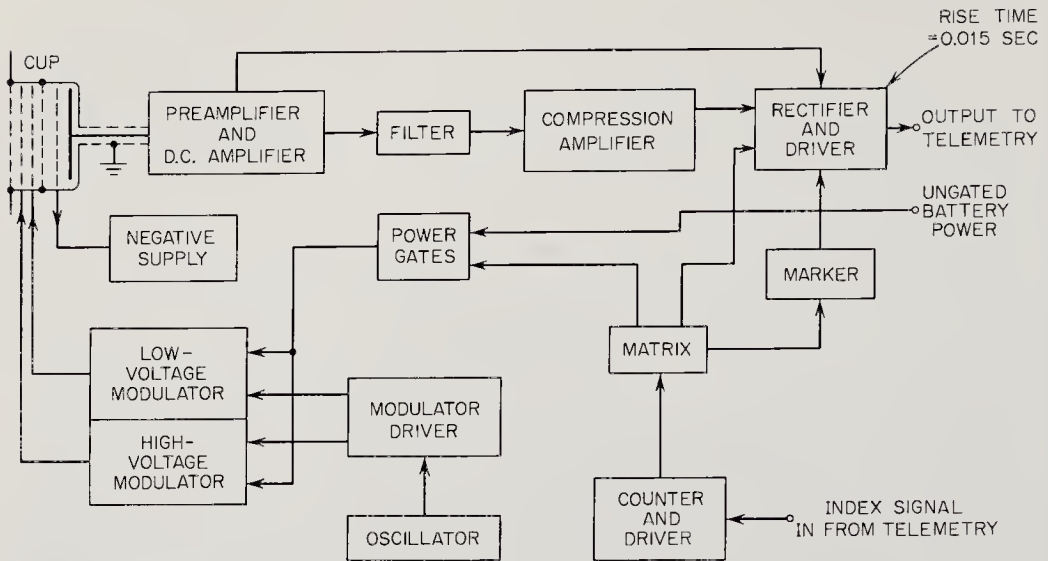 RISE TIME
=0.015 SEC
CUP
PREAMPLIFIER
AND
D.C. AMPLIFIER
FILTER
COMPRESSION
AMPLIFIER
RECTIFIER
AND
DRIVER
OUTPUT TO
TELEMETRY
NEGATIVE
SUPPLY
POWER
GATES
UNGATED
BATTERY
POWER
MARKER
MATRIX
LOW-
VOLTAGE
MODULATOR
MODULATOR
DRIVER
HIGH-
VOLTAGE
MODULATOR
OSCILLATOR
COUNTER
AND
DRIVER
INDEX SIGNAL
IN FROM TELEMETRY